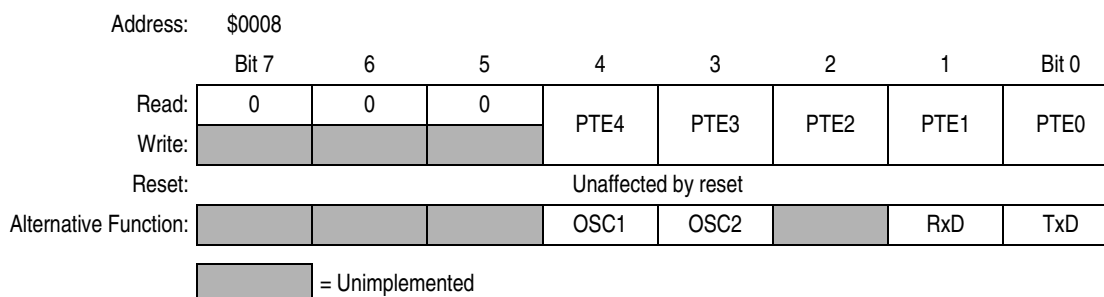 Address: $0008
Bit 7 6 5 4 3 2 1 Bit 0
Read: 0 0 0 PTE4 PTE3 PTE2 PTE1 PTE0
Write:
Reset: Unaffected by reset
Alternative Function: OSC1 OSC2 RxD TxD
= Unimplemented